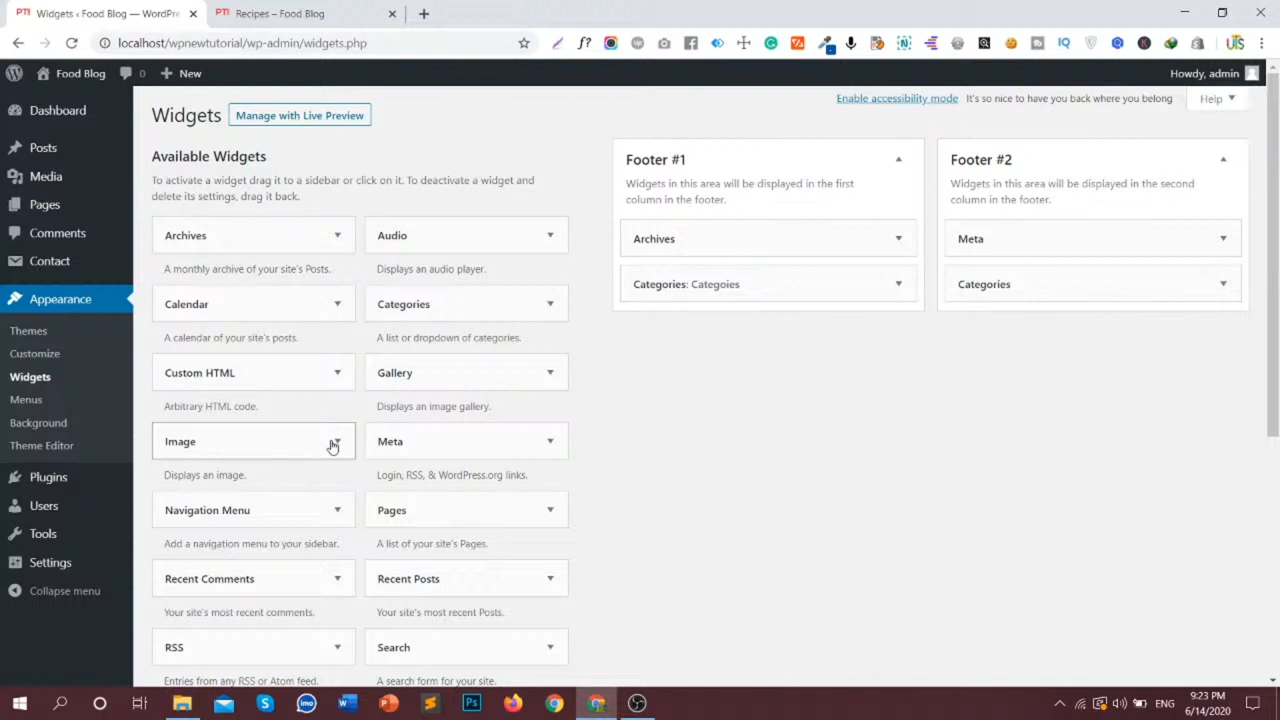 PTI Widgets ‹ Food Blog — WordPre
PTI Recipes – Food Blog
localhost/wpnewtutorial/wp-admin/widgets.php
Food Blog 0 New
Howdy, admin
Dashboard
Posts
Media
Pages
Comments
Contact
Appearance
Themes
Customize
Widgets
Menus
Background
Theme Editor
Plugins
Users
Tools
Settings
Collapse menu
Enable accessibility mode It's so nice to have you back where you belong Help
Widgets Manage with Live Preview
Available Widgets
To activate a widget drag it to a sidebar or click on it. To deactivate a widget and
delete its settings, drag it back.
Archives
A monthly archive of your site's Posts.
Audio
Displays an audio player.
Calendar
A calendar of your site's posts.
Categories
A list or dropdown of categories.
Custom HTML
Arbitrary HTML code.
Gallery
Displays an image gallery.
Image
Displays an image.
Meta
Login, RSS, & WordPress.org links.
Navigation Menu
Add a navigation menu to your sidebar.
Pages
A list of your site's Pages.
Recent Comments
Your site's most recent comments.
Recent Posts
Your site's most recent Posts.
RSS
Entries from any RSS or Atom feed.
Search
A search form for your site.
Footer #1
Widgets in this area will be displayed in the first
column in the footer.
Archives
Categories: Categoies
Footer #2
Widgets in this area will be displayed in the second
column in the footer.
Meta
Categories
ENG
9:23 PM
6/14/2020